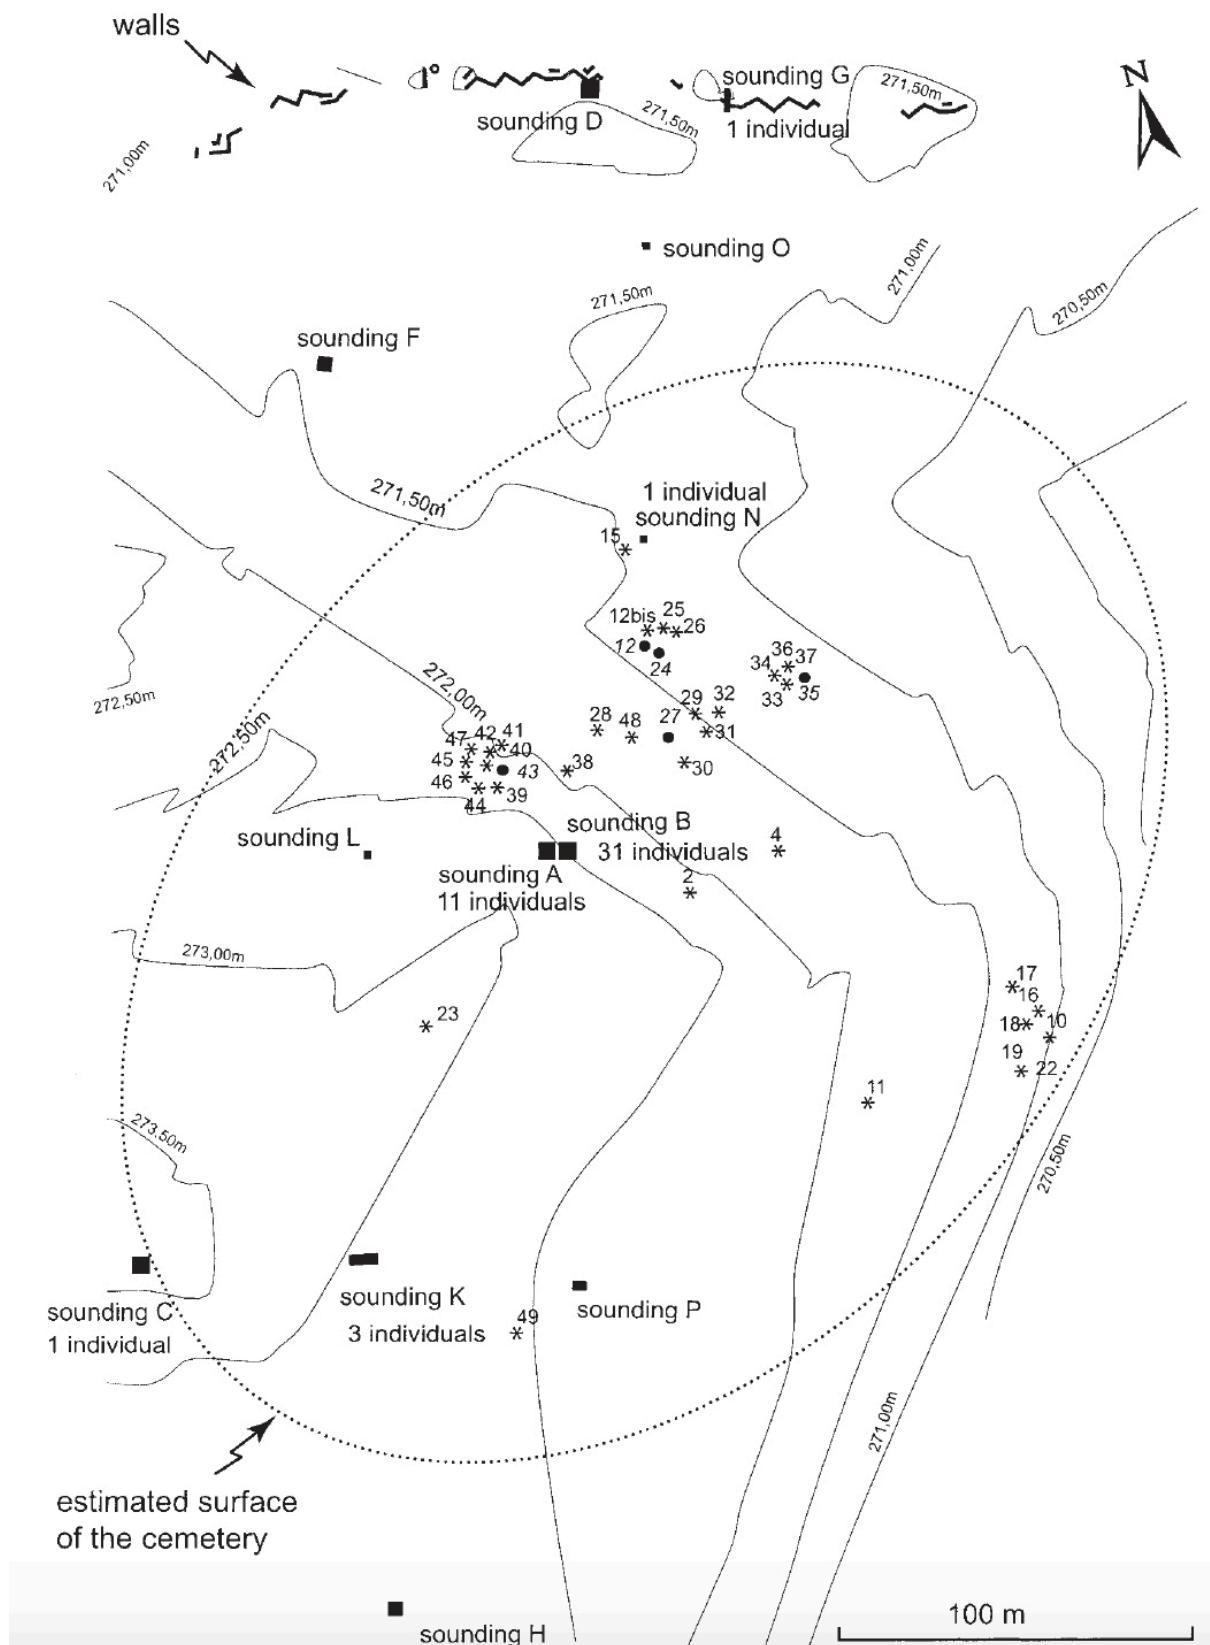 walls
N
sounding G
271,50m
sounding D
271,50m
1 individual
271,00m
sounding O
271,00m
271,50m
270,50m
sounding F
271,50m
1 individual
sounding N
15
12bis
25
26
12
24
36
37
34
33
35
272,00m
272,50m
29
32
28
48
27
31
30
272,50m
47
42
41
40
45
43
38
46
44
39
sounding B
31 individuals
4
sounding L
sounding A
11 individuals
2
273,00m
17
16
23
18
10
19
22
11
273,50m
270,50m
sounding C
1 individual
sounding K
3 individuals
49
sounding P
271,00m
estimated surface
of the cemetery
100 m
sounding H